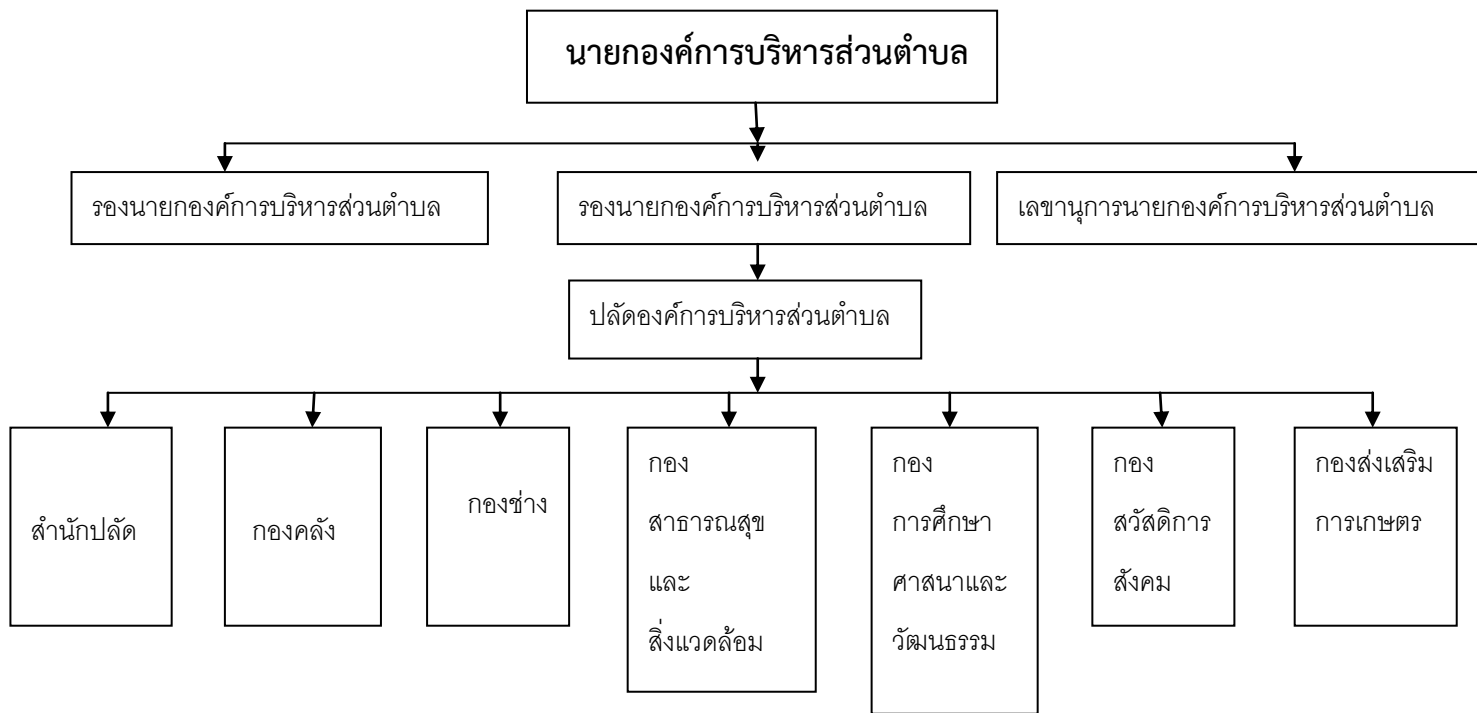 นายกองค์การบริหารส่วนตำบล
รองนายกองค์การบริหารส่วนตำบล
รองนายกองค์การบริหารส่วนตำบล
เลขานุการนายกองค์การบริหารส่วนตำบล
ปลัดองค์การบริหารส่วนตำบล
สำนักปลัด
กองคลัง
กองช่าง
กอง
สาธารณสุข
และ
สิ่งแวดล้อม
กอง
การศึกษา
ศาสนาและ
วัฒนธรรม
กอง
สวัสดิการ
สังคม
กองส่งเสริม
การเกษตร